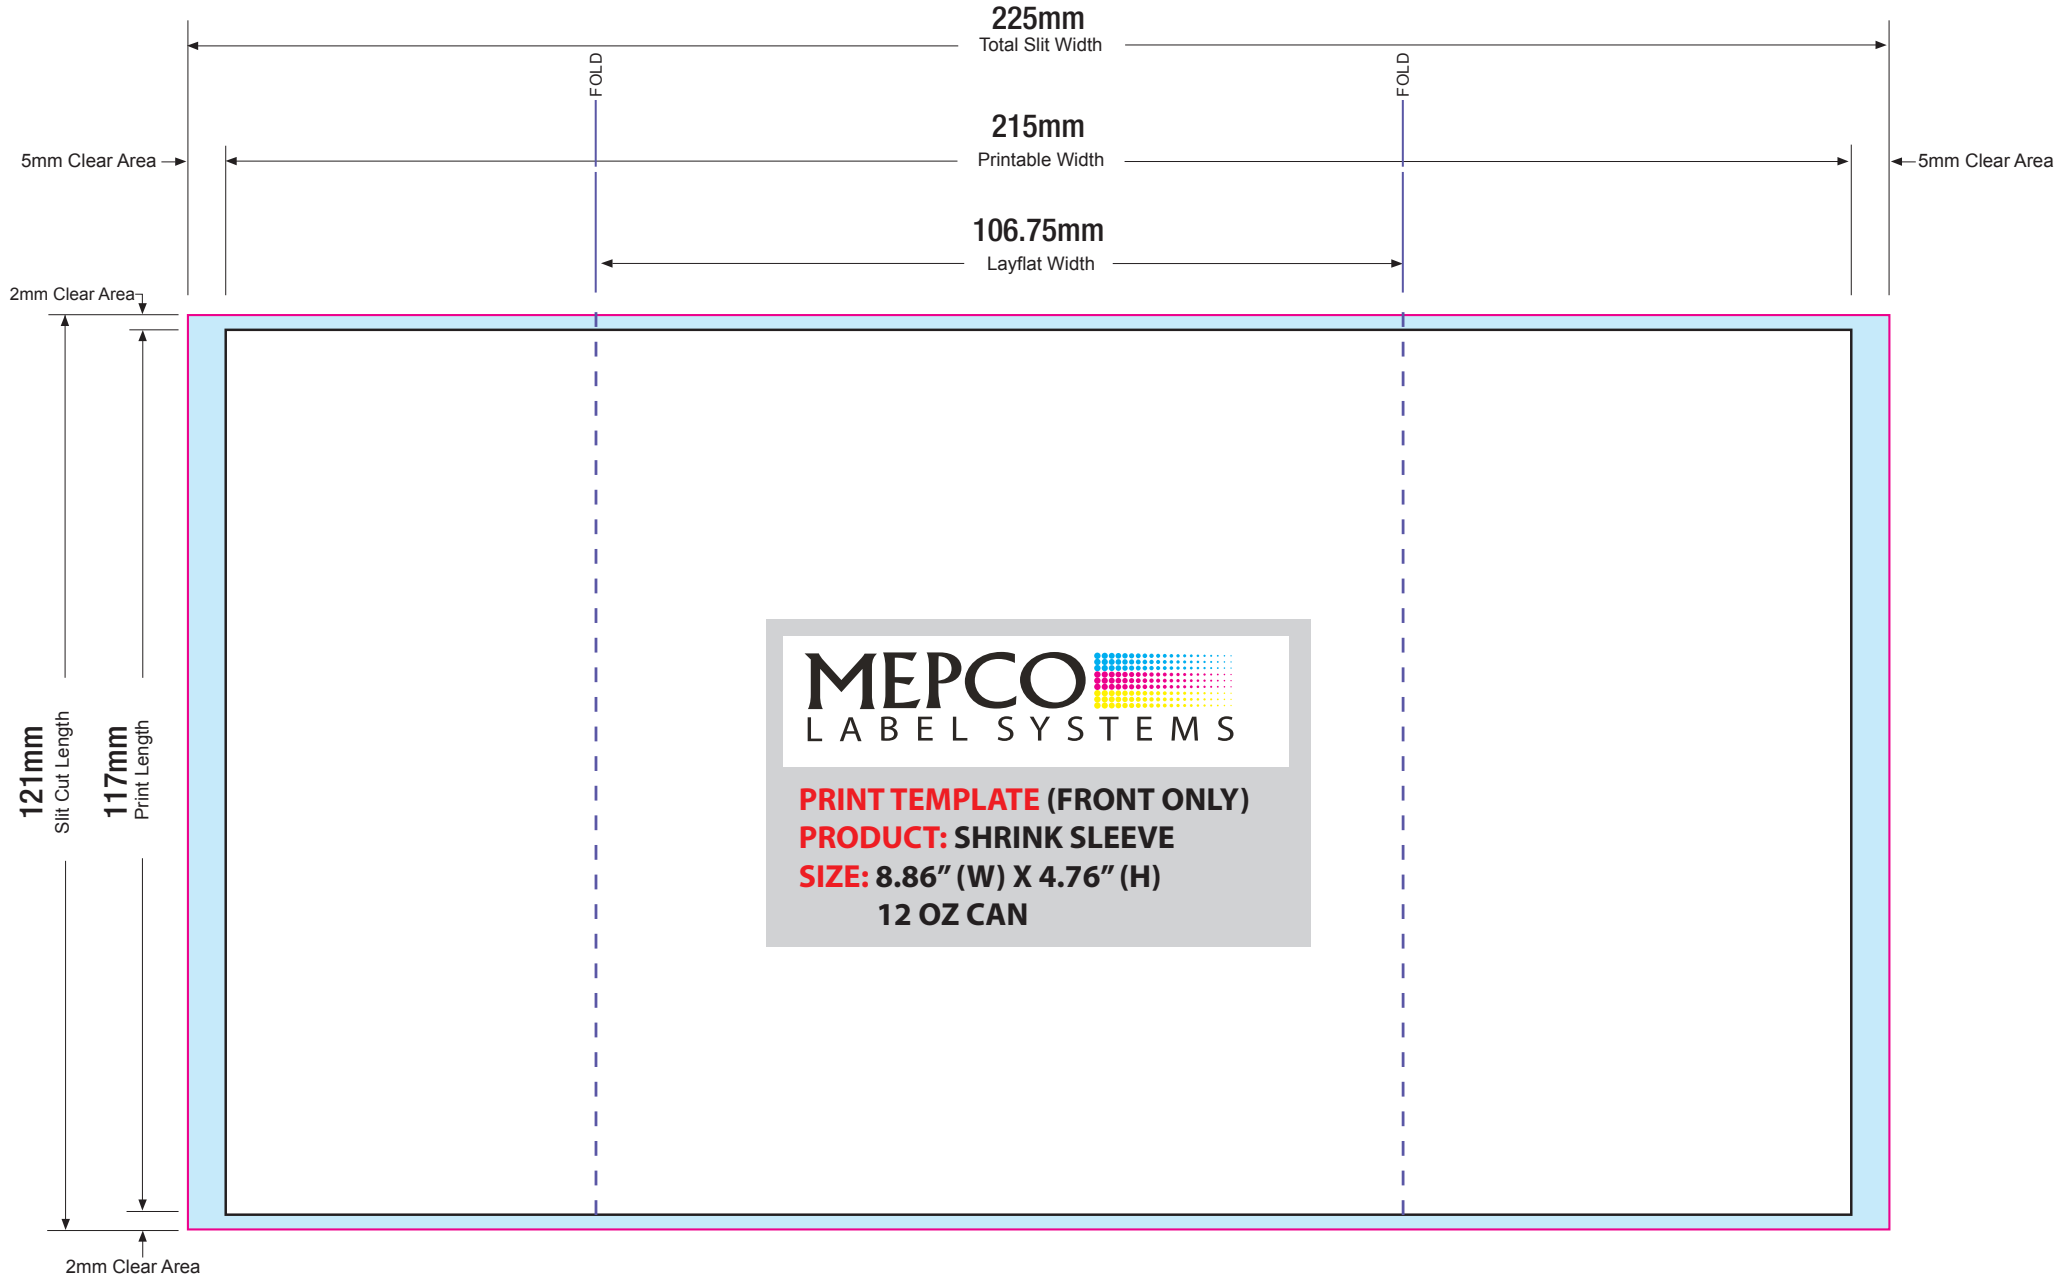 225mm
Total Slit Width
FOLD
FOLD
215mm
5mm Clear Area
Printable Width
5mm Clear Area
106.75mm
Layflat Width
2mm Clear Area
121mm
Slit Cut Length
117mm
Print Length
MEPCO
LABEL SYSTEMS
PRINT TEMPLATE (FRONT ONLY)
PRODUCT: SHRINK SLEEVE
SIZE: 8.86” (W) X 4.76” (H)
12 OZ CAN
2mm Clear Area